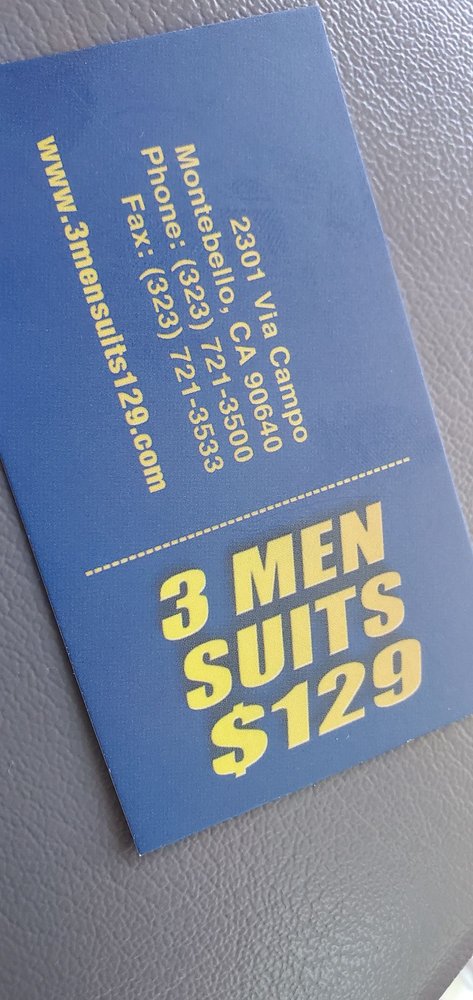 3 MEN
SUITS
$129
2301 Via Campo
Montebello, CA 90640
Phone: (323) 721-3500
Fax: (323) 721-3533
www.3mensuits129.com